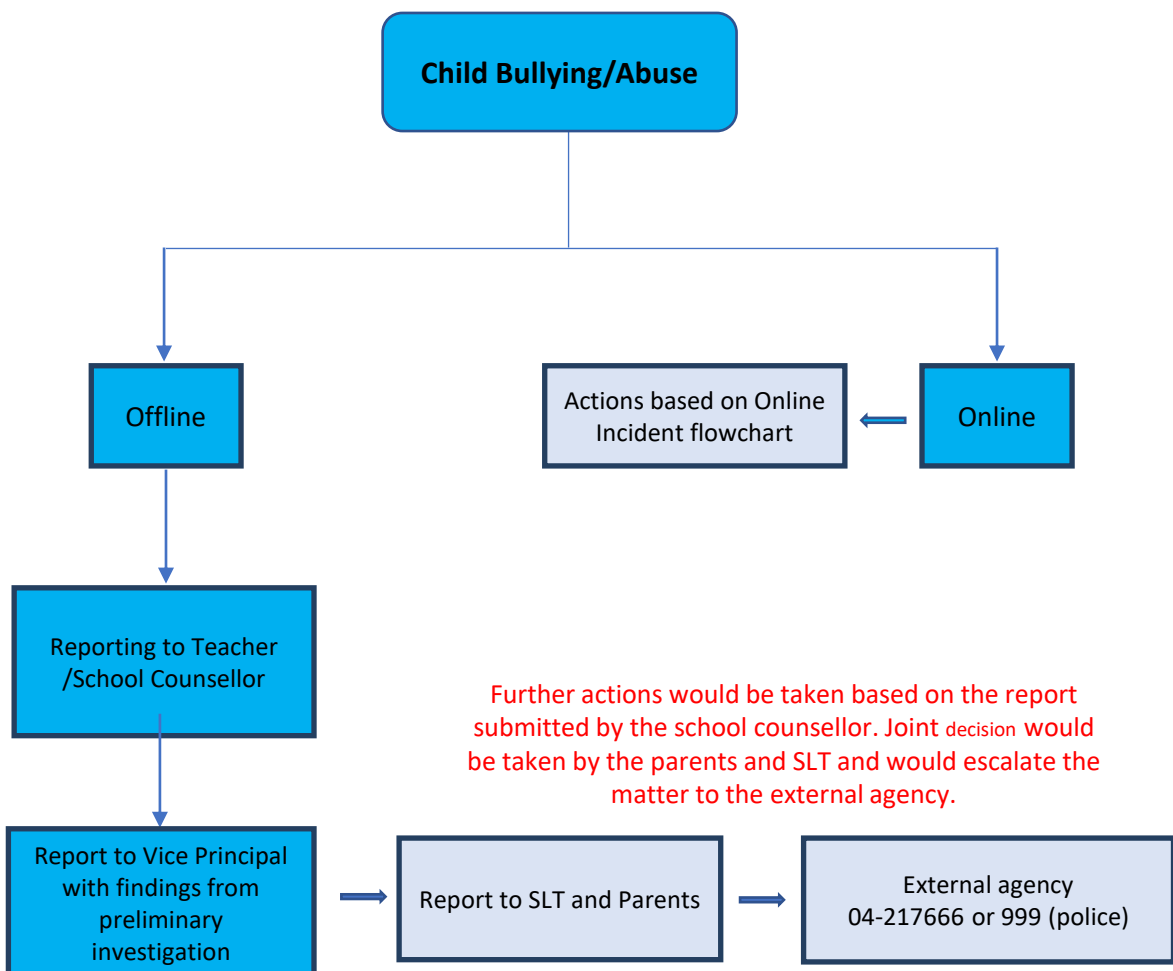 Child Bullying/Abuse
Offline
Actions based on Online
Incident flowchart
Online
Reporting to Teacher
/School Counsellor
Further actions would be taken based on the report
submitted by the school counsellor. Joint decision would
be taken by the parents and SLT and would escalate the
matter to the external agency.
Report to Vice Principal
with findings from
preliminary
investigation
Report to SLT and Parents
External agency
04-217666 or 999 (police)